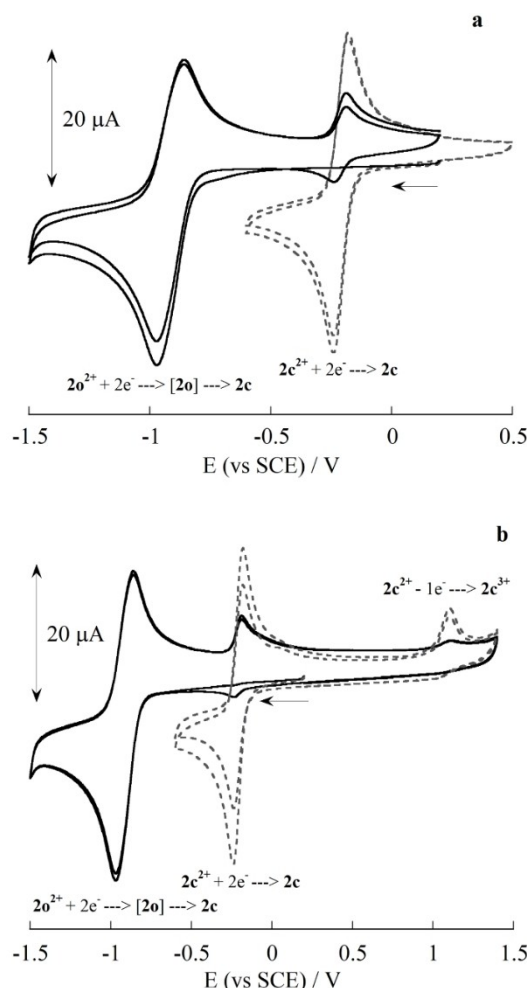 a
20 μA
2o²⁺ + 2e⁻ ---> [2o] ---> 2c
2c²⁺ + 2e⁻ ---> 2c
-1.5 -1 -0.5 0 0.5
E (vs SCE) / V
b
2c²⁺ - 1e⁻ ---> 2c³⁺
20 μA
2c²⁺ + 2e⁻ ---> 2c
2o²⁺ + 2e⁻ ---> [2o] ---> 2c
-1.5 -1 -0.5 0 0.5 1 1.5
E (vs SCE) / V